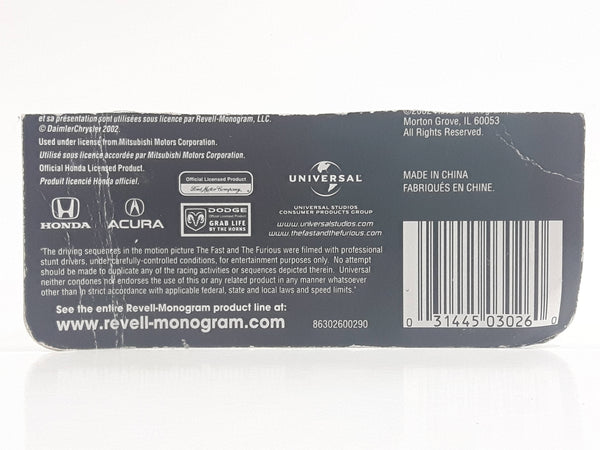 et sa présentation sont utilisées sous licence par Revell-Monogram, LLC.
© DaimlerChrysler 2002.
Used under license from Mitsubishi Motors Corporation.
Utilisé sous licence accordée par Mitsubishi Motors Corporation.
Official Honda Licensed Product.
Produit licencié Honda officiel.
HONDA
ACURA
Official Licensed Product
Ford Motor Company
DODGE
Official Licensed Product
GRAB LIFE
BY THE HORNS
UNIVERSAL
UNIVERSAL STUDIOS
CONSUMER PRODUCTS GROUP
www.universalstudios.com
www.thefastandthefurious.com
Morton Grove, IL 60053
All Rights Reserved.
MADE IN CHINA
FABRIQUÉS EN CHINE.
"The driving sequences in the motion picture The Fast and The Furious were filmed with professional
stunt drivers, under carefully-controlled conditions, for entertainment purposes only. No attempt
should be made to duplicate any of the racing activities or sequences depicted therein. Universal
neither condones nor endorses the use of this or any related product in any manner whatsoever
other than in strict accordance with applicable federal, state and local laws and speed limits."
See the entire Revell-Monogram product line at:
www.revell-monogram.com
86302600290
0 31445 03026 0